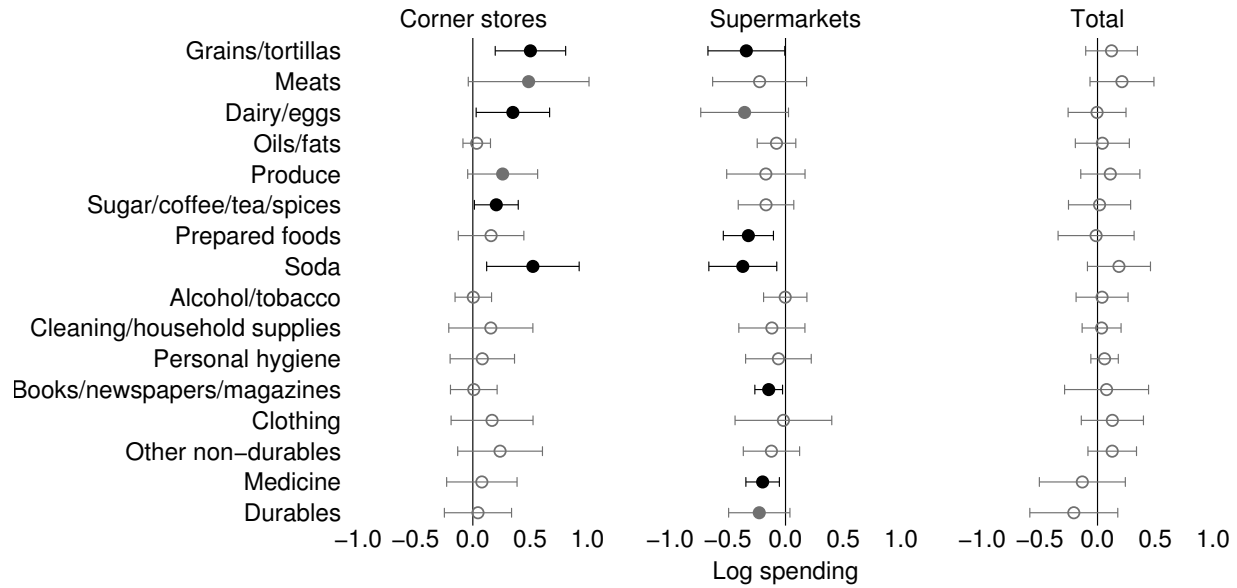 Corner stores Supermarkets Total
Grains/tortillas
Meats
Dairy/eggs
Oils/fats
Produce
Sugar/coffee/tea/spices
Prepared foods
Soda
Alcohol/tobacco
Cleaning/household supplies
Personal hygiene
Books/newspapers/magazines
Clothing
Other non−durables
Medicine
Durables
−1.0 −0.5 0.0 0.5 1.0 −1.0 −0.5 0.0 0.5 1.0 −1.0 −0.5 0.0 0.5 1.0
Log spending